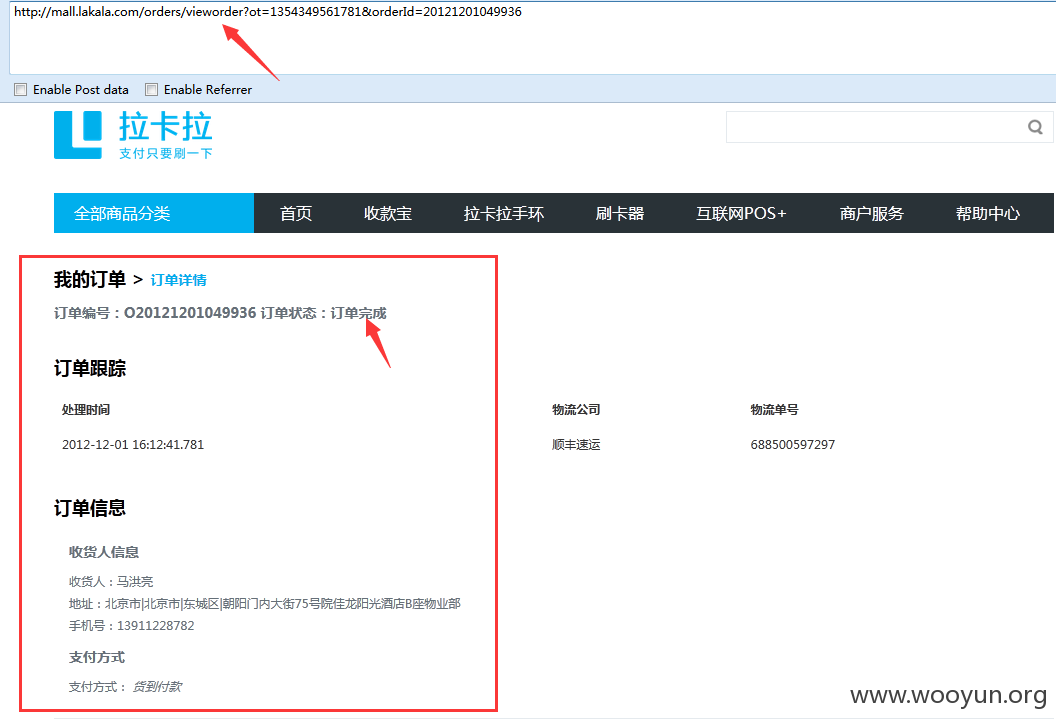 http://mall.lakala.com/orders/vieworder?ot=1354349561781&orderId=20121201049936
Enable Post data Enable Referrer
拉卡拉
支付只要刷一下
全部商品分类 首页 收款宝 拉卡拉手环 刷卡器 互联网POS+ 商户服务 帮助中心
我的订单 > 订单详情
订单编号：O20121201049936 订单状态：订单完成
订单跟踪
处理时间 物流公司 物流单号
2012-12-01 16:12:41.781 顺丰速运 688500597297
订单信息
收货人信息
收货人：马洪亮
地址：北京市|北京市|东城区|朝阳门内大街75号院佳龙阳光酒店B座物业部
手机号：13911228782
支付方式
支付方式： 货到付款
www.wooyun.org